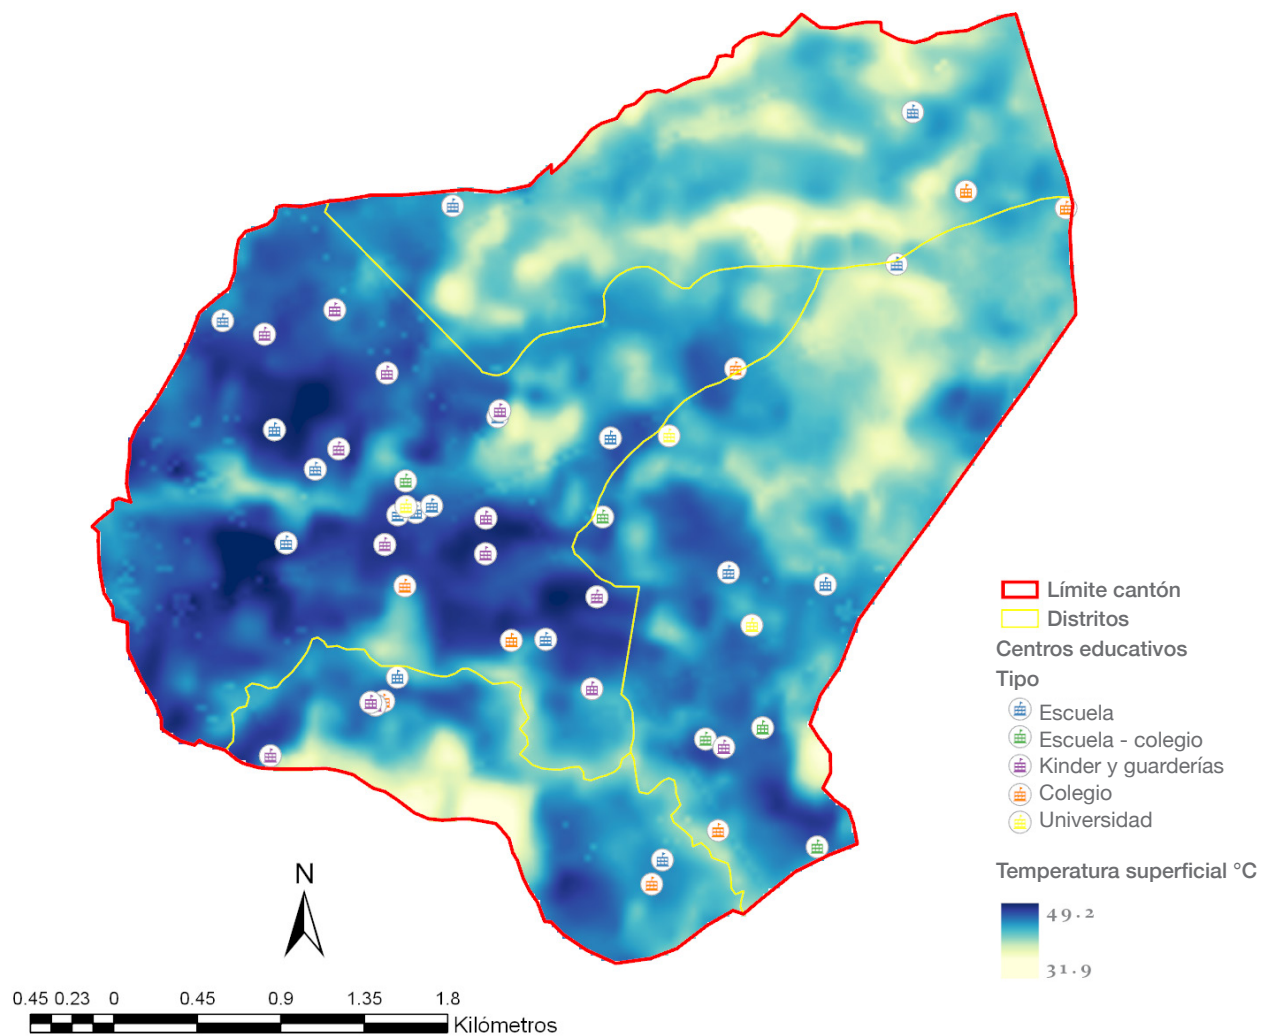 Límite cantón
Distritos
Centros educativos
Tipo
Escuela
Escuela - colegio
Kinder y guarderías
Colegio
Universidad
Temperatura superficial °C
49.2
31.9
N
0.45 0.23 0 0.45 0.9 1.35 1.8
Kilómetros